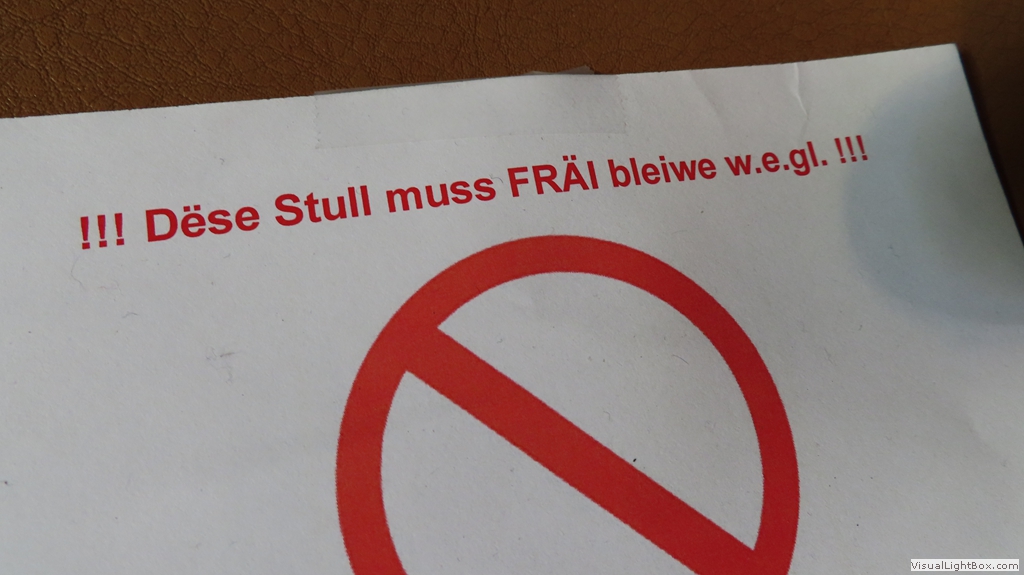 !!! Dëse Stull muss FRÄI bleiwe w.e.gl. !!!
VisualLightBox.com